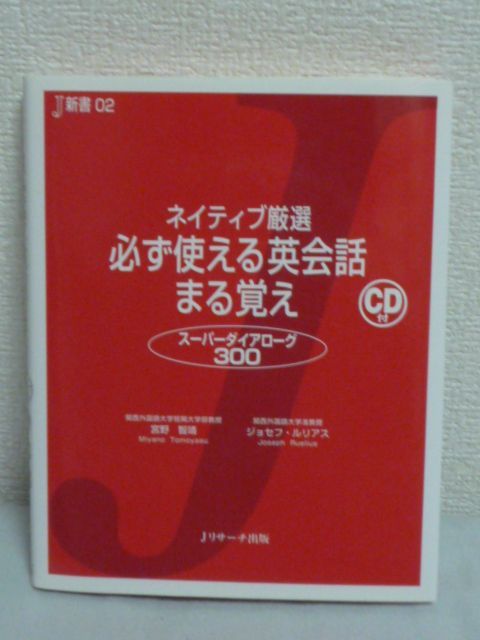 J新書 02
ネイティブ厳選
必ず使える英会話
まる覚え
CD
付
スーパーダイアローグ
300
関西外国語大学短期大学部教授
宮野 智靖
Miyano Tomoyasu
関西外国語大学准教授
ジョセフ・ルリアス
Joseph Ruelius
Jリサーチ出版